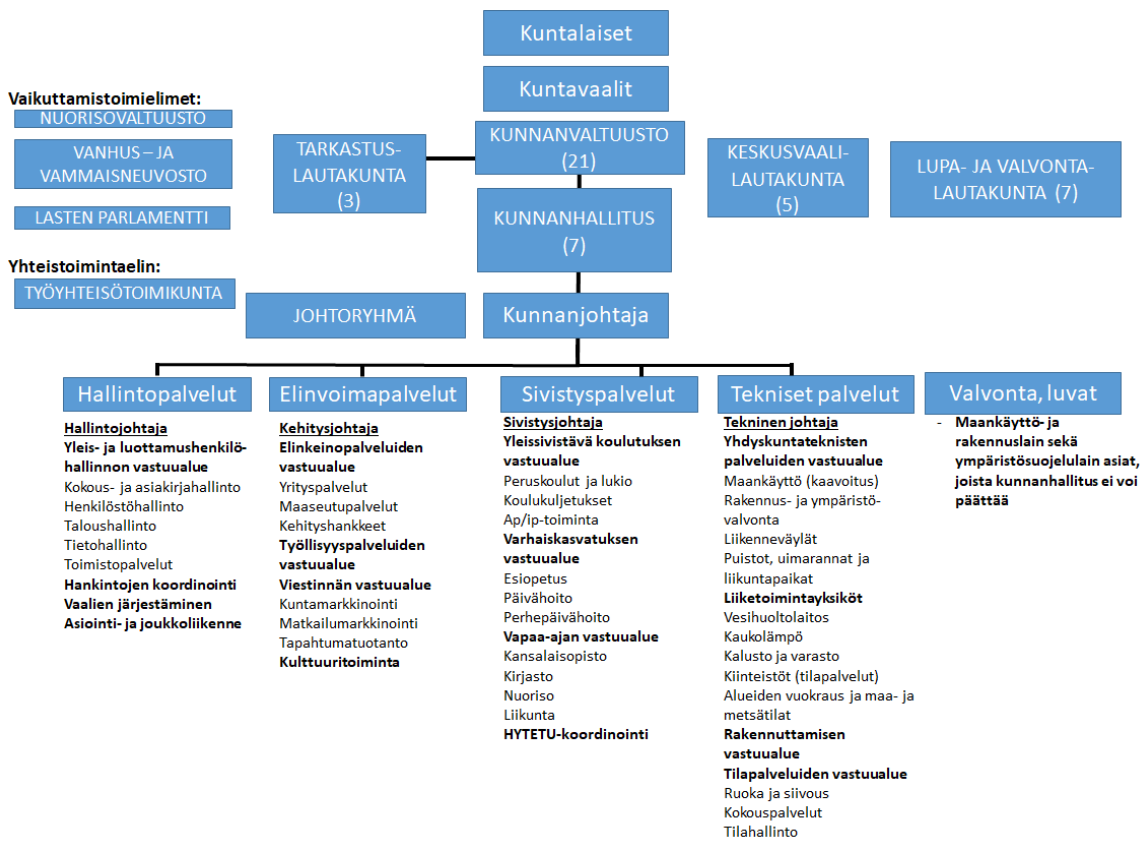 Kuntalaiset
Kuntavaalit
Vaikuttamistoimielimet:
NUORISOVALTUUSTO
VANHUS – JA
VAMMAISNEUVOSTO
LASTEN PARLAMENTTI
TARKASTUS-
LAUTAKUNTA
(3)
KUNNANVALTUUSTO
(21)
KESKUSVAALI-
LAUTAKUNTA
(5)
LUPA- JA VALVONTA-
LAUTAKUNTA (7)
KUNNANHALLITUS
(7)
Yhteistoimintaelin:
TYÖYHTEISÖTOIMIKUNTA
JOHTORYHMÄ
Kunnanjohtaja
Hallintopalvelut
Hallintojohtaja
Yleis- ja luottamushenkilö-
hallinnon vastuualue
Kokous- ja asiakirjahallinto
Henkilöstöhallinto
Taloushallinto
Tietohallinto
Toimistopalvelut
Hankintojen koordinointi
Vaalien järjestäminen
Asiointi- ja joukkoliikenne
Elinvoimapalvelut
Kehitysjohtaja
Elinkeinopalveluiden
vastuualue
Yrityspalvelut
Maaseutupalvelut
Kehityshankkeet
Työllisyyspalveluiden
vastuualue
Viestinnän vastuualue
Kuntamarkkinointi
Matkailumarkkinointi
Tapahtumatuotanto
Kulttuuritoiminta
Sivistyspalvelut
Sivistysjohtaja
Yleissivistävä koulutuksen
vastuualue
Peruskoulut ja lukio
Koulukuljetukset
Ap/ip-toiminta
Varhaiskasvatuksen
vastuualue
Esiopetus
Päivähoito
Perhepäivähoito
Vapaa-ajan vastuualue
Kansalaisopisto
Kirjasto
Nuoriso
Liikunta
HYTETU-koordinointi
Tekniset palvelut
Tekninen johtaja
Yhdyskuntateknisten
palveluiden vastuualue
Maankäyttö (kaavoitus)
Rakennus- ja ympäristö-
valvonta
Liikenneväylät
Puistot, uimarannat ja
liikuntapaikat
Liiketoimintayksiköt
Vesihuoltolaitos
Kaukolämpö
Kalusto ja varasto
Kiinteistöt (tilapalvelut)
Alueiden vuokraus ja maa- ja
metsätilat
Rakennuttamisen
vastuualue
Tilapalveluiden vastuualue
Ruoka ja siivous
Kokouspalvelut
Tilahallinto
Valvonta, luvat
- Maankäyttö- ja
rakennuslain sekä
ympäristösuojelulain asiat,
joista kunnanhallitus ei voi
päättää